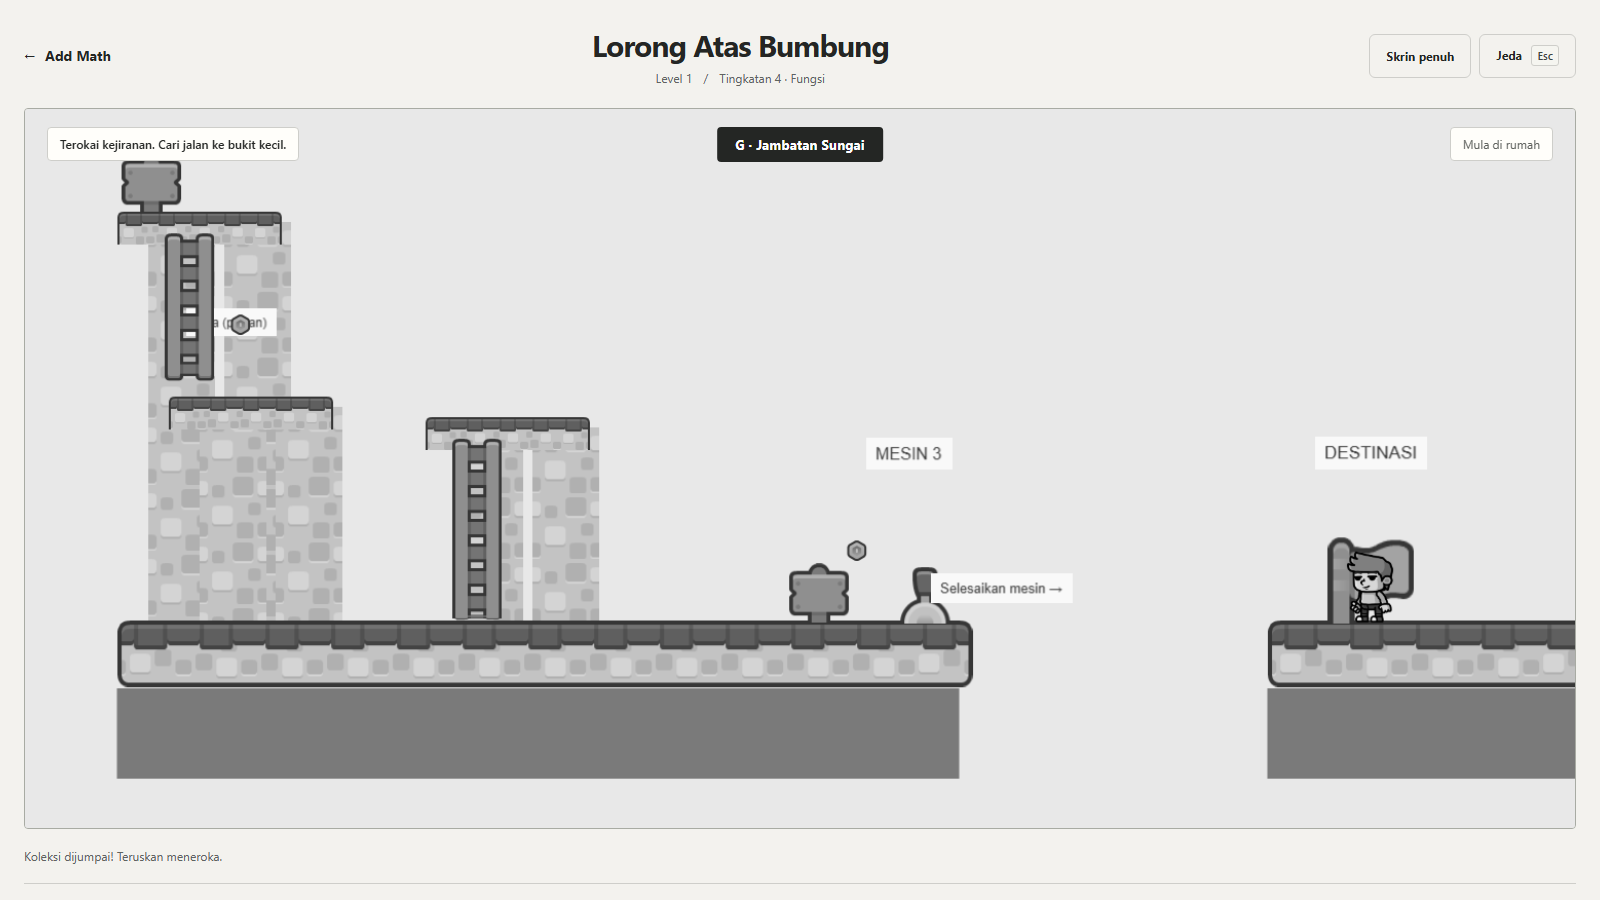 ← Add Math
Lorong Atas Bumbung
Level 1 / Tingkatan 4 · Fungsi
Skrin penuh
Jeda Esc
Terokai kejiranan. Cari jalan ke bukit kecil.
G · Jambatan Sungai
Mula di rumah
MESIN 3
DESTINASI
Selesaikan mesin →
Koleksi dijumpai! Teruskan meneroka.